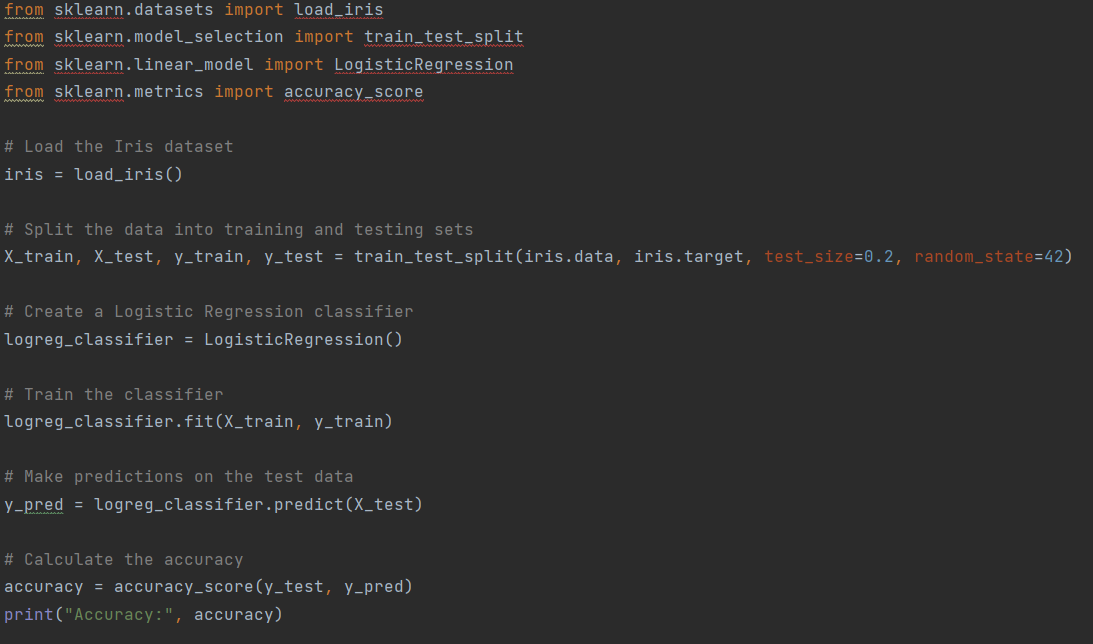 from sklearn.datasets import load_iris
from sklearn.model_selection import train_test_split
from sklearn.linear_model import LogisticRegression
from sklearn.metrics import accuracy_score
# Load the Iris dataset
iris = load_iris()
# Split the data into training and testing sets
X_train, X_test, y_train, y_test = train_test_split(iris.data, iris.target, test_size=0.2, random_state=42)
# Create a Logistic Regression classifier
logreg_classifier = LogisticRegression()
# Train the classifier
logreg_classifier.fit(X_train, y_train)
# Make predictions on the test data
y_pred = logreg_classifier.predict(X_test)
# Calculate the accuracy
accuracy = accuracy_score(y_test, y_pred)
print("Accuracy:", accuracy)